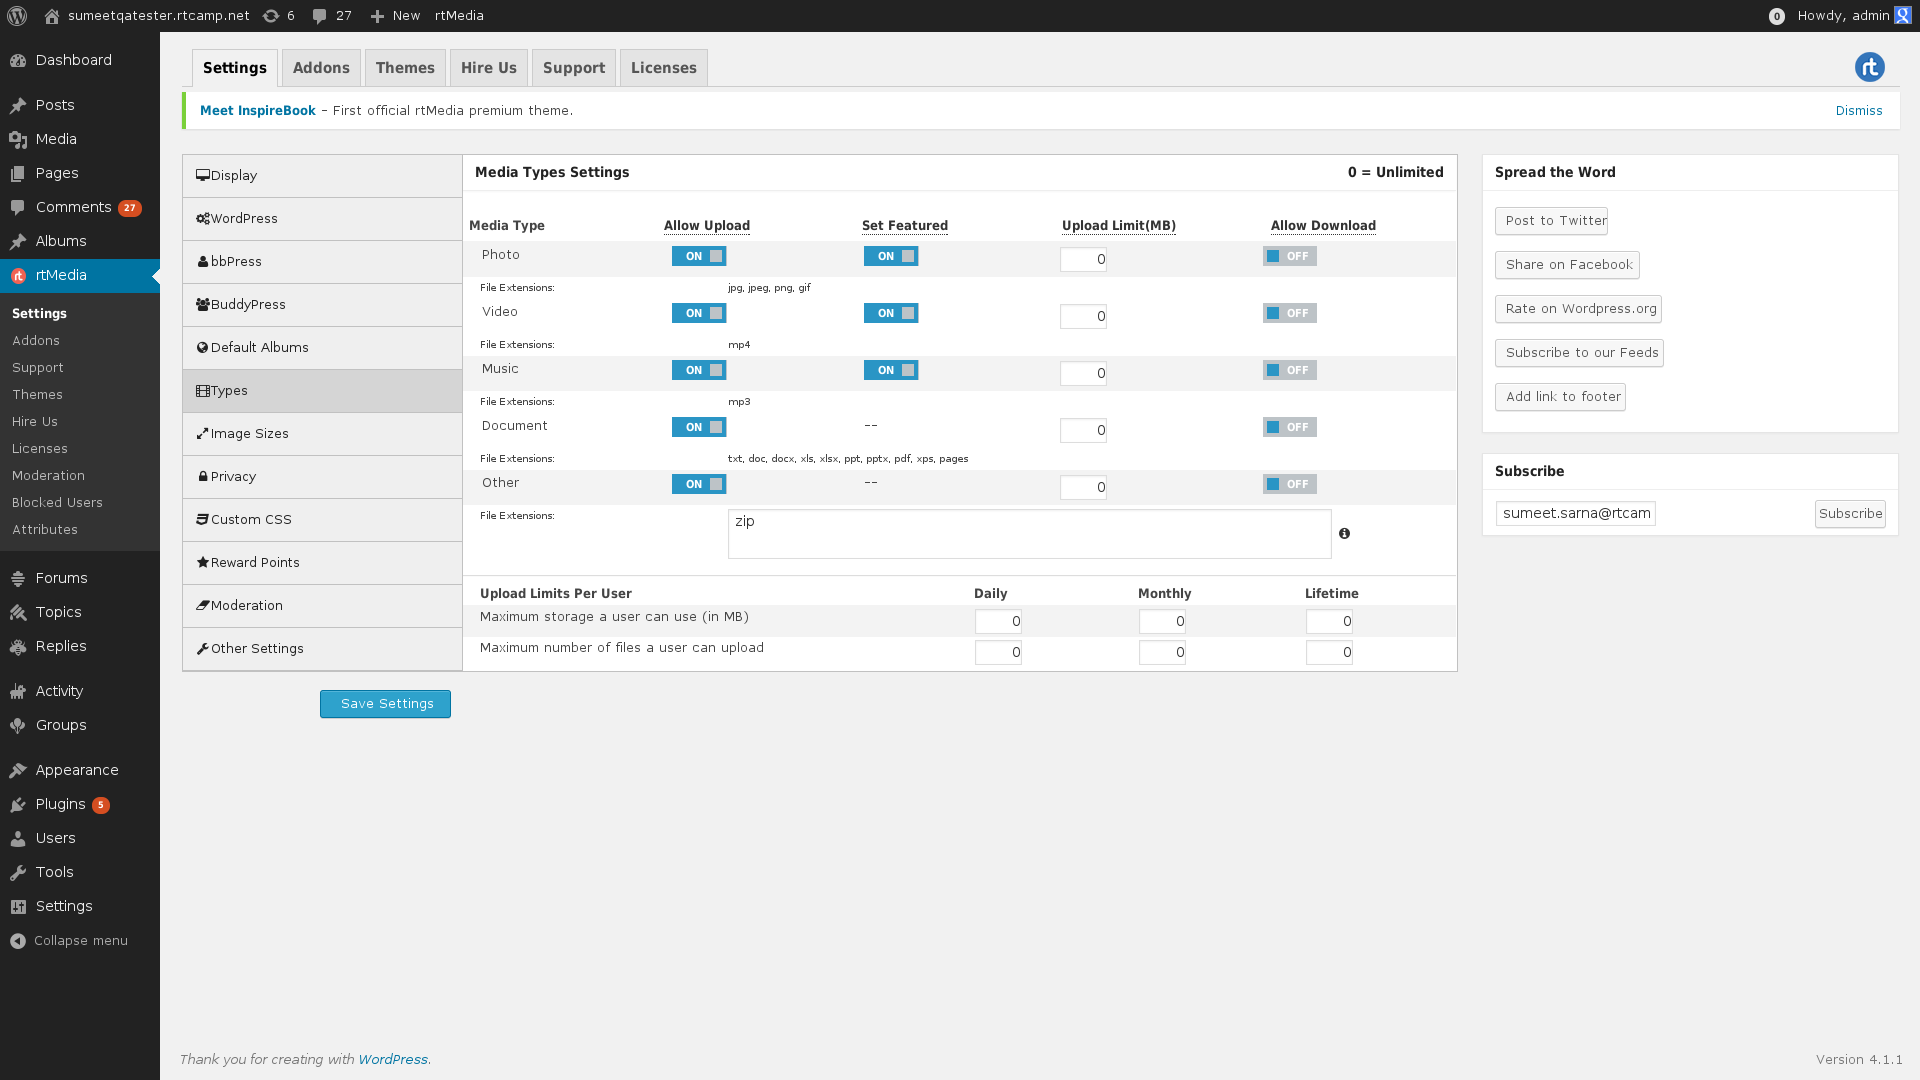 sumeetqatester.rtcamp.net 6 27 New rtMedia 0 Howdy, admin
Dashboard
Posts
Media
Pages
Comments 27
Albums
rtMedia
Settings
Addons
Support
Themes
Hire Us
Licenses
Moderation
Blocked Users
Attributes
Forums
Topics
Replies
Activity
Groups
Appearance
Plugins 5
Users
Tools
Settings
Collapse menu
Settings Addons Themes Hire Us Support Licenses rt
Meet InspireBook – First official rtMedia premium theme. Dismiss
Display
WordPress
bbPress
BuddyPress
Default Albums
Types
Image Sizes
Privacy
Custom CSS
Reward Points
Moderation
Other Settings
Save Settings
Media Types Settings 0 = Unlimited
Media Type Allow Upload Set Featured Upload Limit(MB) Allow Download
Photo ON ON 0 OFF
File Extensions: jpg, jpeg, png, gif
Video ON ON 0 OFF
File Extensions: mp4
Music ON ON 0 OFF
File Extensions: mp3
Document ON -- 0 OFF
File Extensions: txt, doc, docx, xls, xlsx, ppt, pptx, pdf, xps, pages
Other ON -- 0 OFF
File Extensions: zip
Upload Limits Per User Daily Monthly Lifetime
Maximum storage a user can use (in MB) 0 0 0
Maximum number of files a user can upload 0 0 0
Spread the Word
Post to Twitter
Share on Facebook
Rate on Wordpress.org
Subscribe to our Feeds
Add link to footer
Subscribe
sumeet.sarna@rtcam Subscribe
Thank you for creating with WordPress. Version 4.1.1